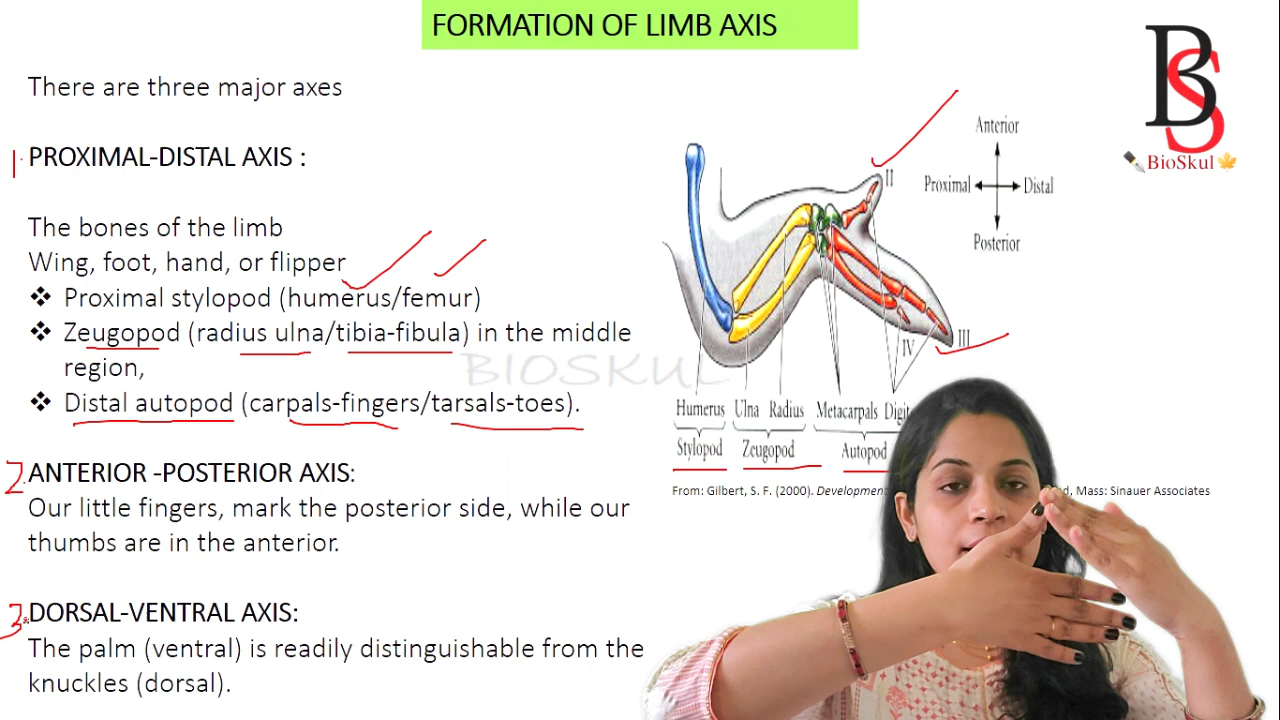 FORMATION OF LIMB AXIS
BS
BioSkul
There are three major axes
1 PROXIMAL-DISTAL AXIS :
The bones of the limb
Wing, foot, hand, or flipper
❖ Proximal stylopod (humerus/femur)
❖ Zeugopod (radius ulna/tibia-fibula) in the middle
region,
❖ Distal autopod (carpals-fingers/tarsals-toes).
2 ANTERIOR -POSTERIOR AXIS:
Our little fingers, mark the posterior side, while our
thumbs are in the anterior.
3 DORSAL-VENTRAL AXIS:
The palm (ventral) is readily distinguishable from the
knuckles (dorsal).
BIOSKUL
Anterior
Proximal Distal
Posterior
II
III
IV
Humerus Ulna Radius Metacarpals
Stylopod Zeugopod Autopod
From: Gilbert, S. F. (2000). Mass: Sinauer Associates